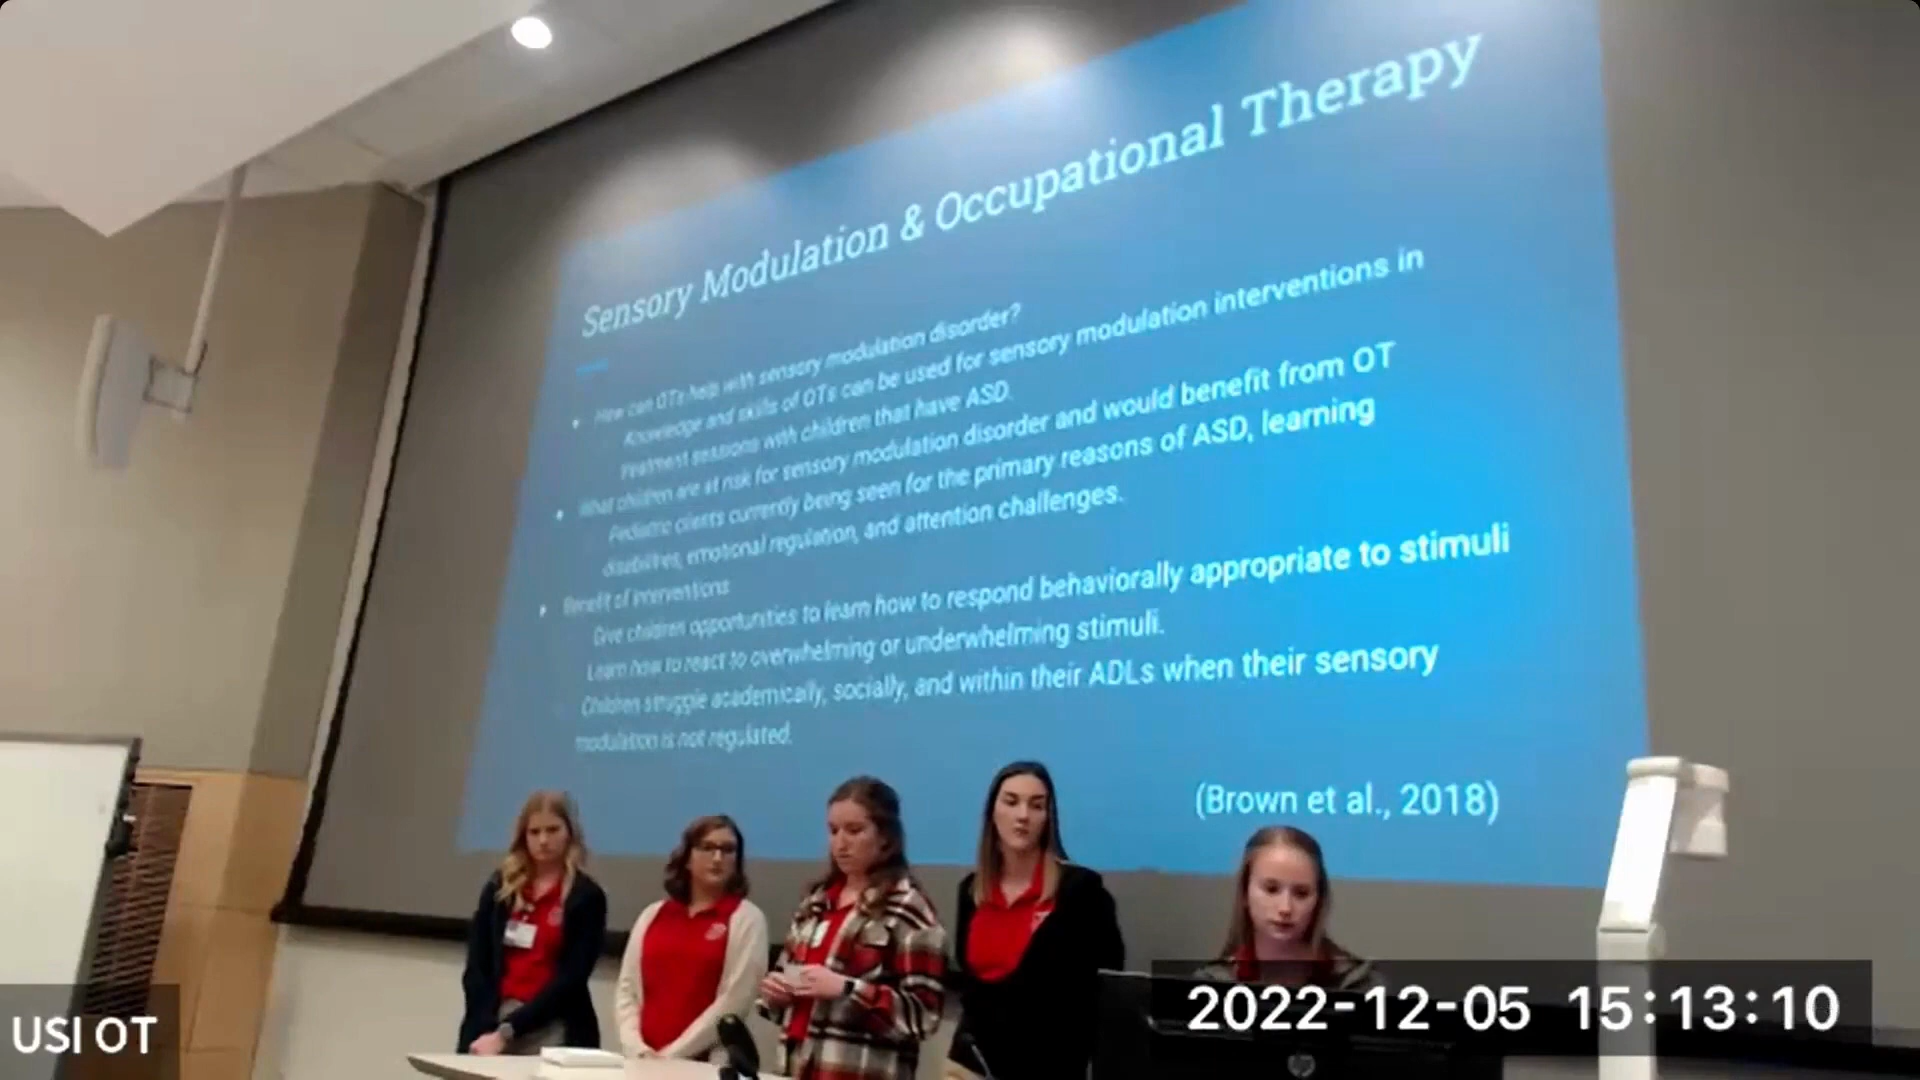 Sensory Modulation & Occupational Therapy
How can OTs help with sensory modulation disorder?
Knowledge and skills of OTs can be used for sensory modulation interventions in
treatment sessions with children that have ASD.
What children are at risk for sensory modulation disorder and would benefit from OT
Pediatric clients currently being seen for the primary reasons of ASD, learning
disabilities, emotional regulation, and attention challenges.
Benefit of interventions
Give children opportunities to learn how to respond behaviorally appropriate to stimuli
Learn how to react to overwhelming or underwhelming stimuli.
Children struggle academically, socially, and within their ADLs when their sensory
modulation is not regulated.
(Brown et al., 2018)
USI OT
2022-12-05 15:13:10